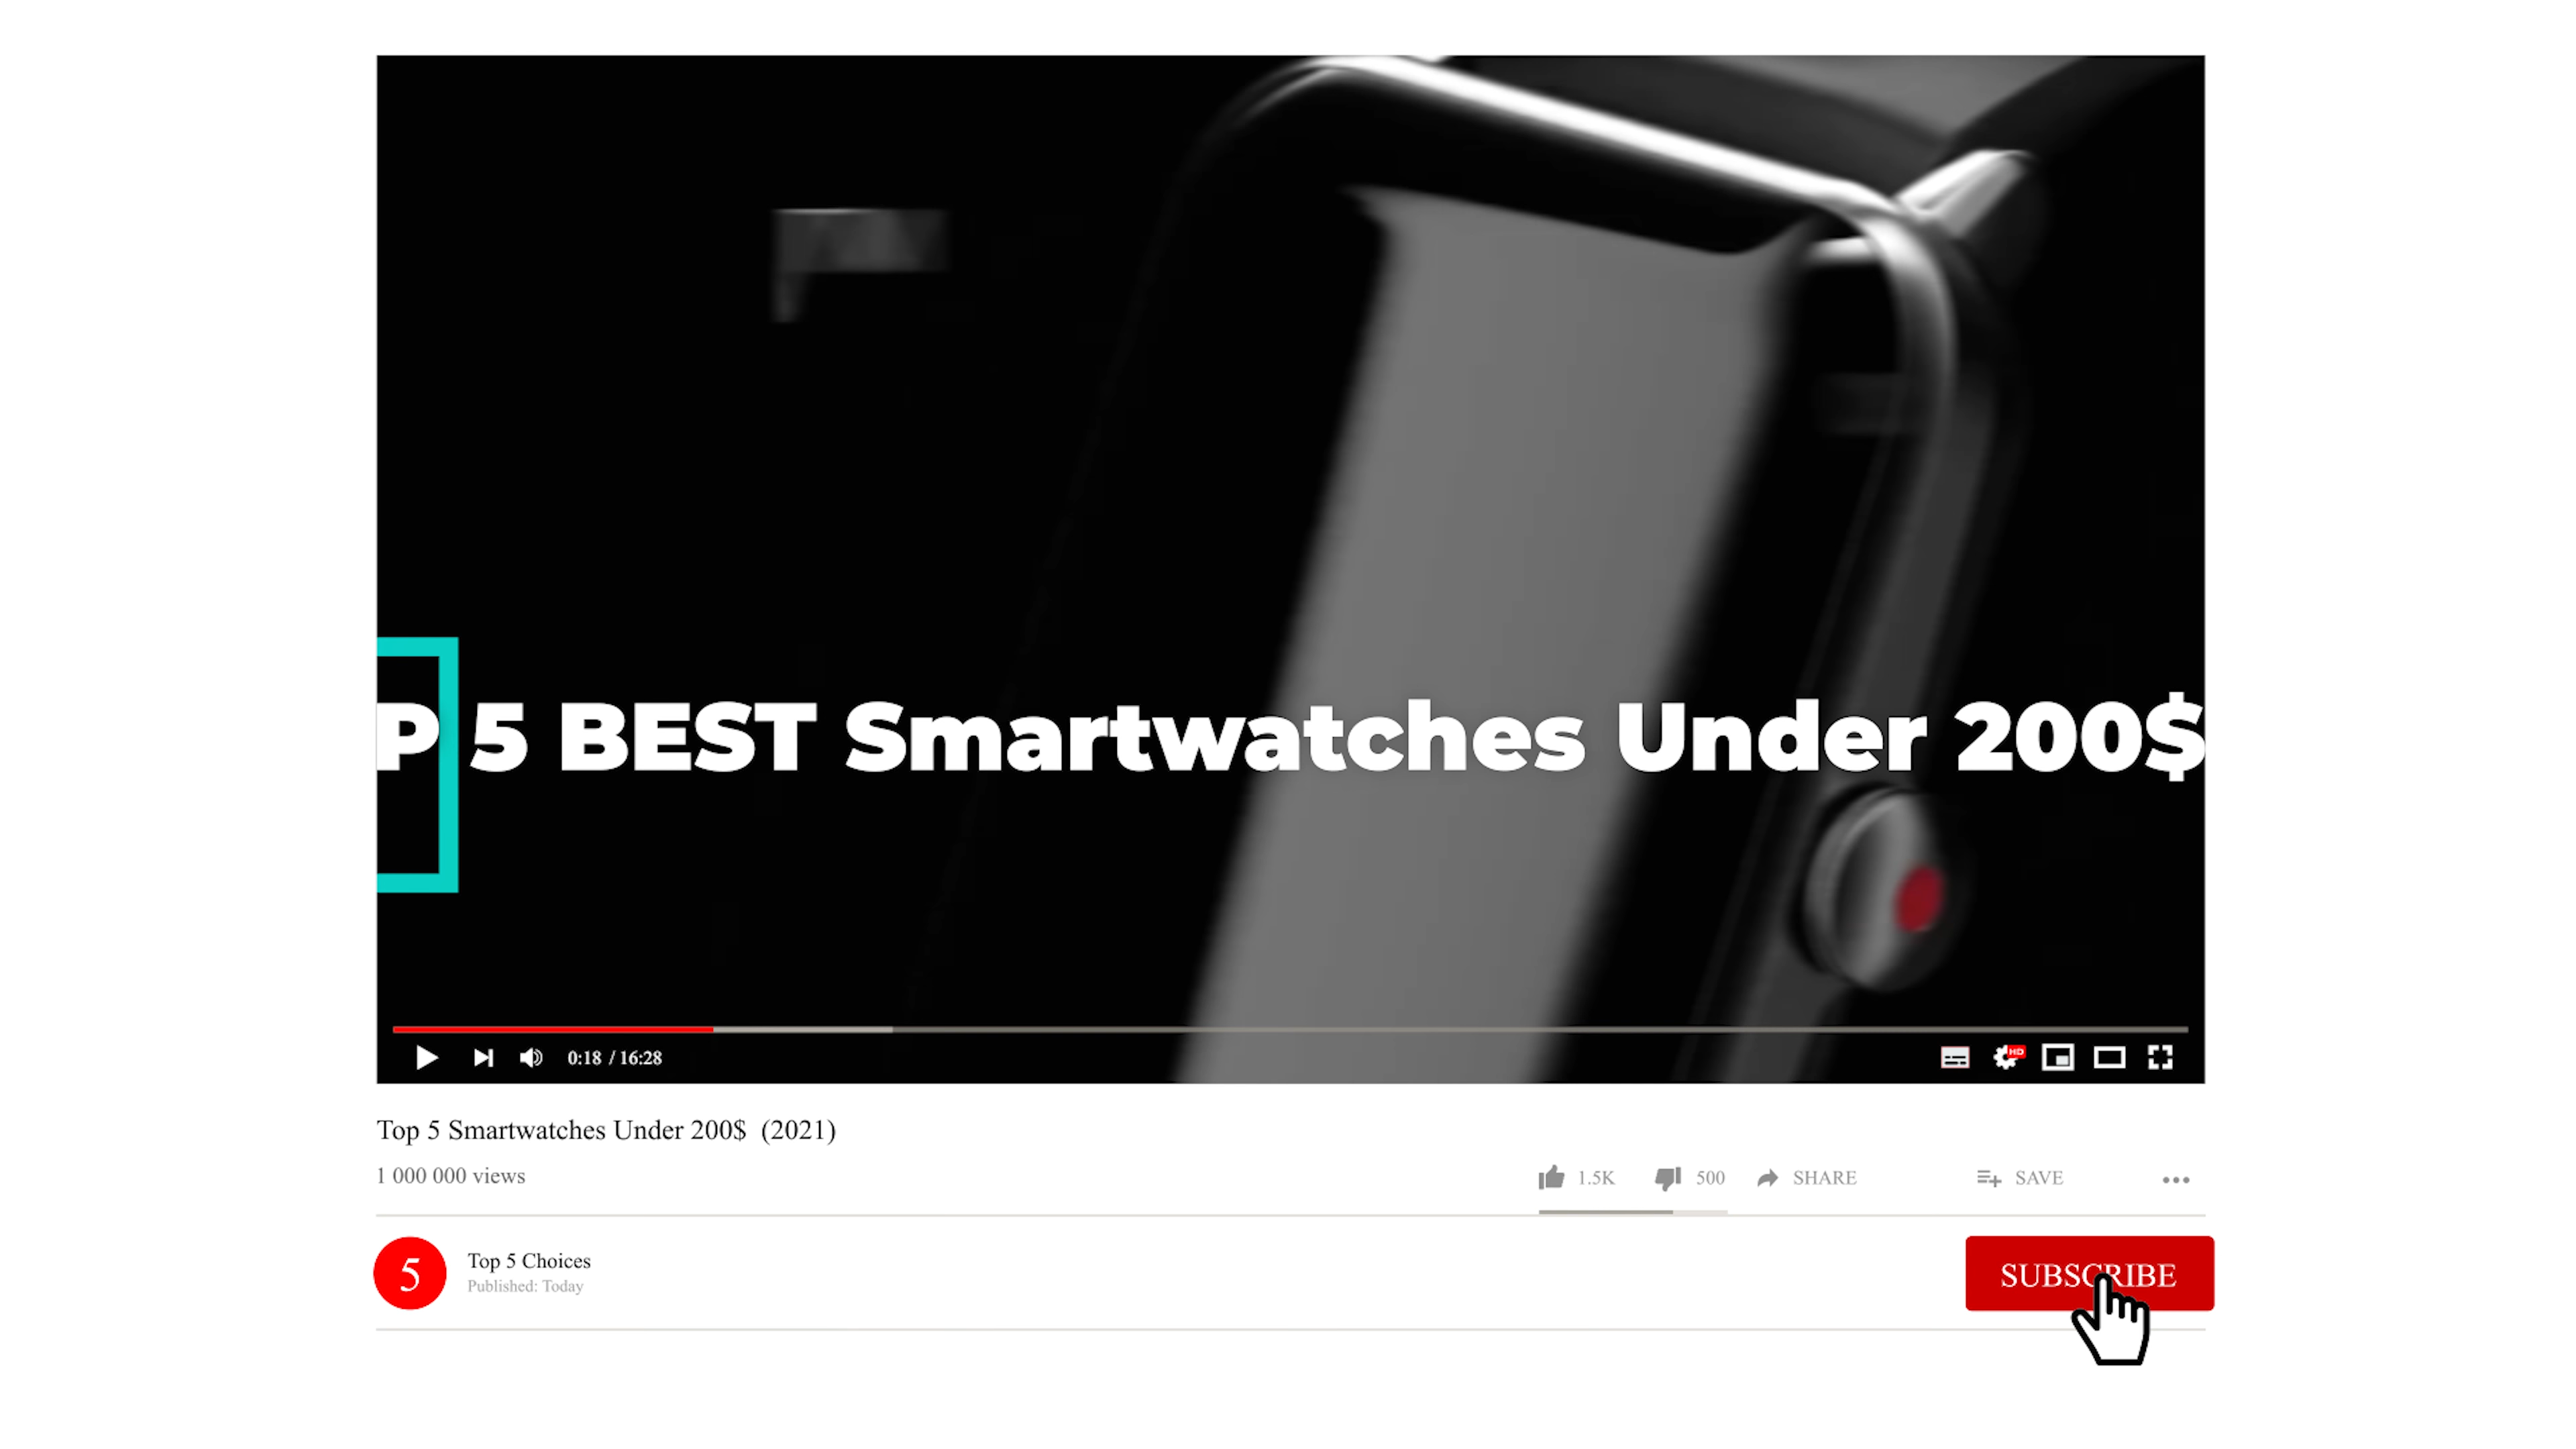 P 5 BEST Smartwatches Under 200$
0:18 / 16:28
HD
Top 5 Smartwatches Under 200$ (2021)
1 000 000 views
1.5K 500 SHARE SAVE
5
Top 5 Choices
Published: Today
SUBSCRIBE